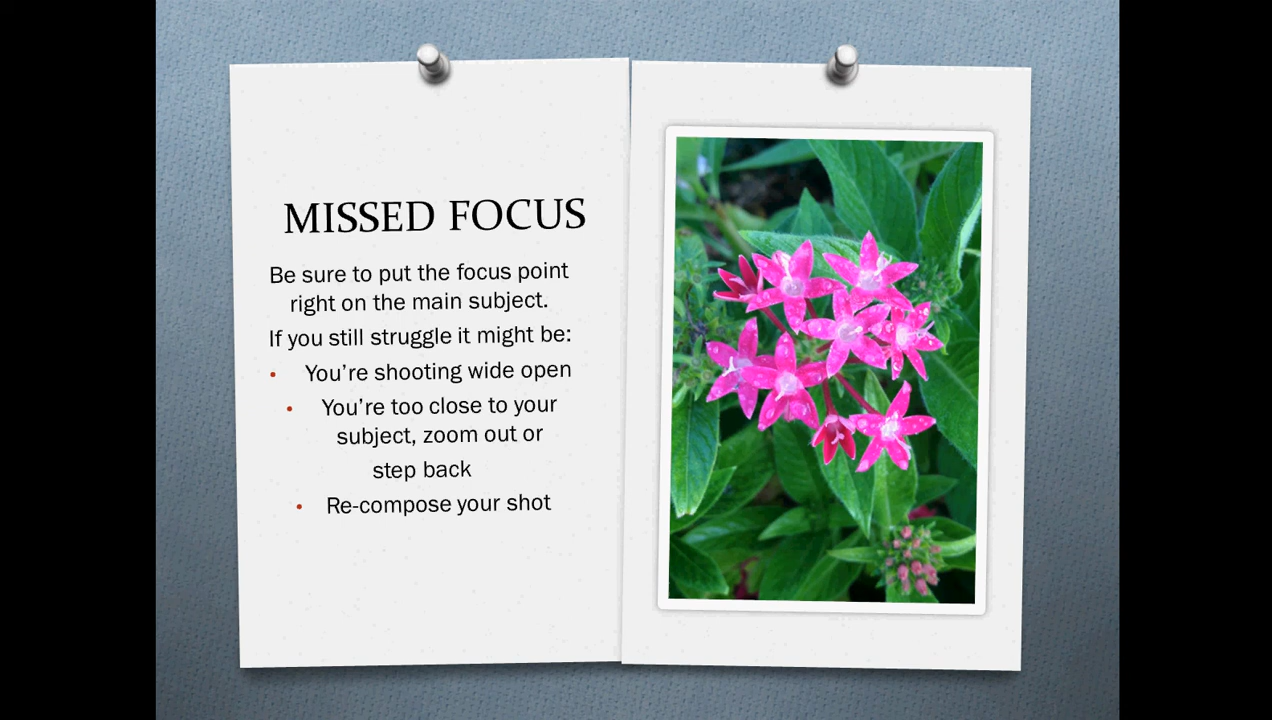 MISSED FOCUS
Be sure to put the focus point
right on the main subject.
If you still struggle it might be:
• You’re shooting wide open
• You’re too close to your
subject, zoom out or
step back
• Re-compose your shot